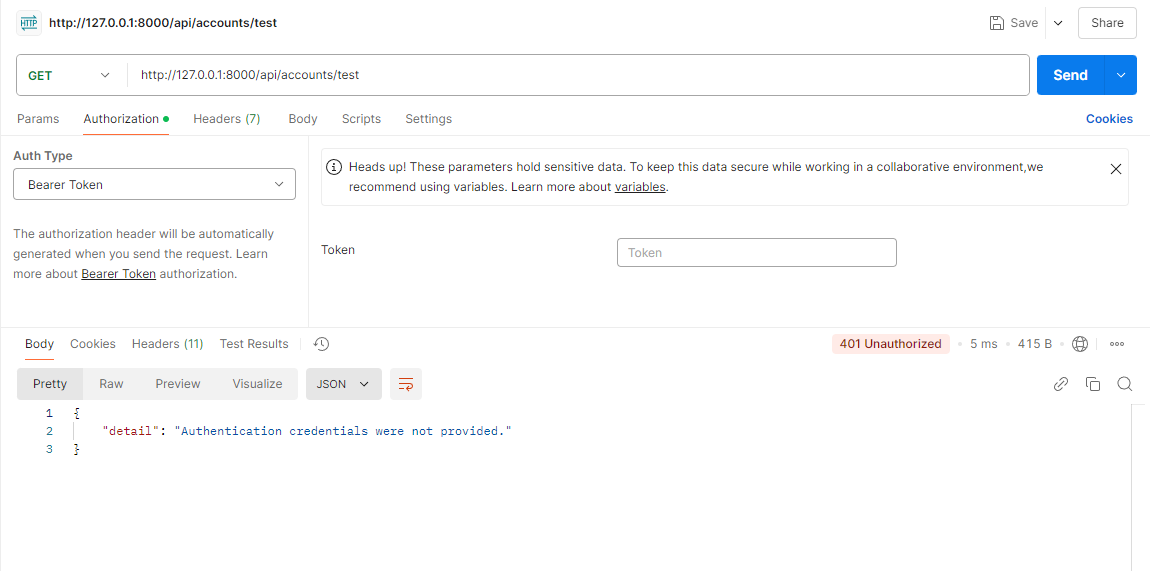 HTTP http://127.0.0.1:8000/api/accounts/test Save Share
GET http://127.0.0.1:8000/api/accounts/test Send
Params Authorization Headers (7) Body Scripts Settings Cookies
Auth Type
Bearer Token
The authorization header will be automatically
generated when you send the request. Learn
more about Bearer Token authorization.
Heads up! These parameters hold sensitive data. To keep this data secure while working in a collaborative environment,we
recommend using variables. Learn more about variables.
Token Token
Body Cookies Headers (11) Test Results 401 Unauthorized 5 ms 415 B
Pretty Raw Preview Visualize JSON
1 {
2 "detail": "Authentication credentials were not provided."
3 }